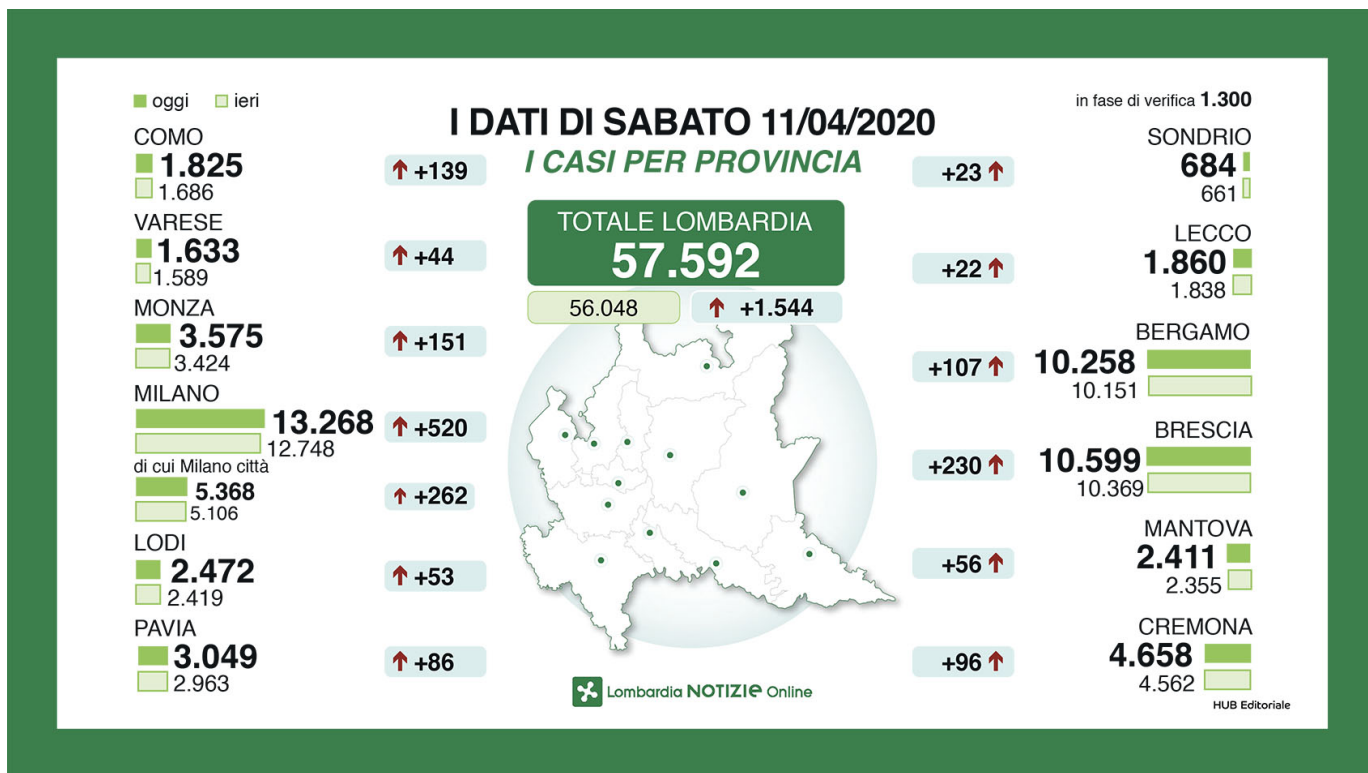 oggi ieri
COMO
1.825
1.686
+139
VARESE
1.633
1.589
+44
MONZA
3.575
3.424
+151
MILANO
13.268
12.748
+520
di cui Milano città
5.368
5.106
+262
LODI
2.472
2.419
+53
PAVIA
3.049
2.963
+86
I DATI DI SABATO 11/04/2020
I CASI PER PROVINCIA
TOTALE LOMBARDIA
57.592
56.048 +1.544
Lombardia NOTIZIE Online
in fase di verifica 1.300
SONDRIO
+23
684
661
LECCO
+22
1.860
1.838
BERGAMO
+107
10.258
10.151
BRESCIA
+230
10.599
10.369
MANTOVA
+56
2.411
2.355
CREMONA
+96
4.658
4.562
HUB Editoriale